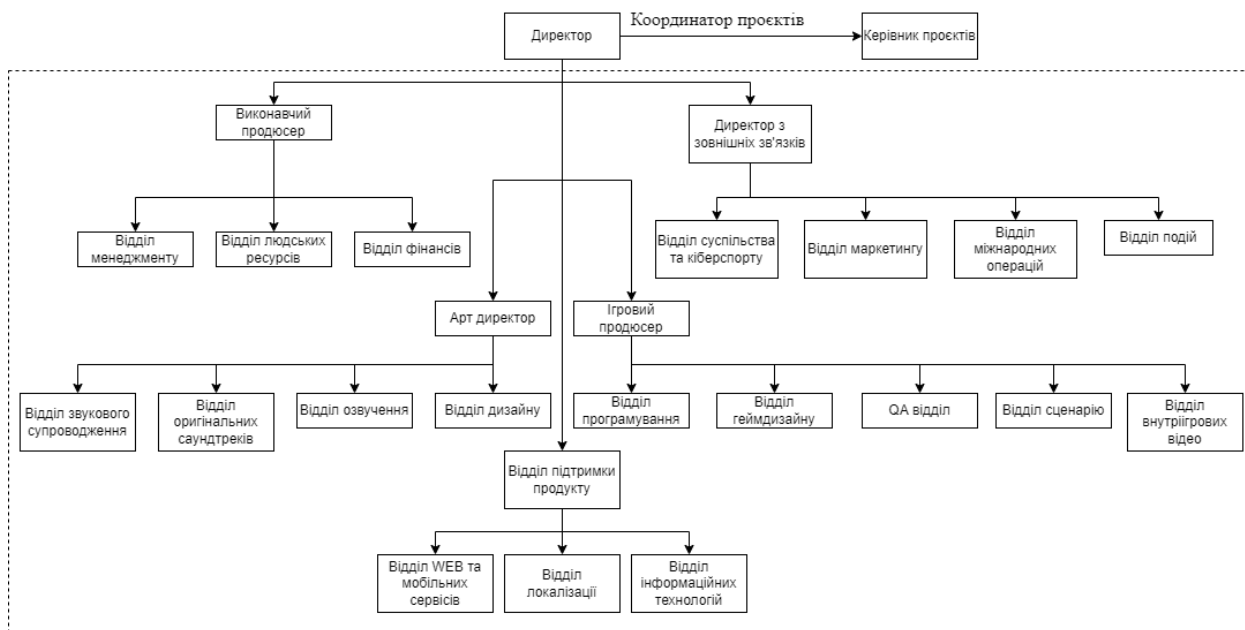 Координатор проєктів
Директор
Керівник проєктів
Виконавчий
продюсер
Директор з
зовнішніх зв'язків
Відділ
менеджменту
Відділ людських
ресурсів
Відділ фінансів
Відділ суспільства
та кіберспорту
Відділ маркетингу
Відділ
міжнародних
операцій
Відділ подій
Арт директор
Ігровий
продюсер
Відділ звукового
супроводження
Відділ
оригінальних
саундтреків
Відділ озвучення
Відділ дизайну
Відділ
програмування
Відділ
геймдизайну
QA відділ
Відділ сценарію
Відділ
внутріігрових
відео
Відділ підтримки
продукту
Відділ WEB та
мобільних
сервісів
Відділ
локалізації
Відділ
інформаційних
технологій